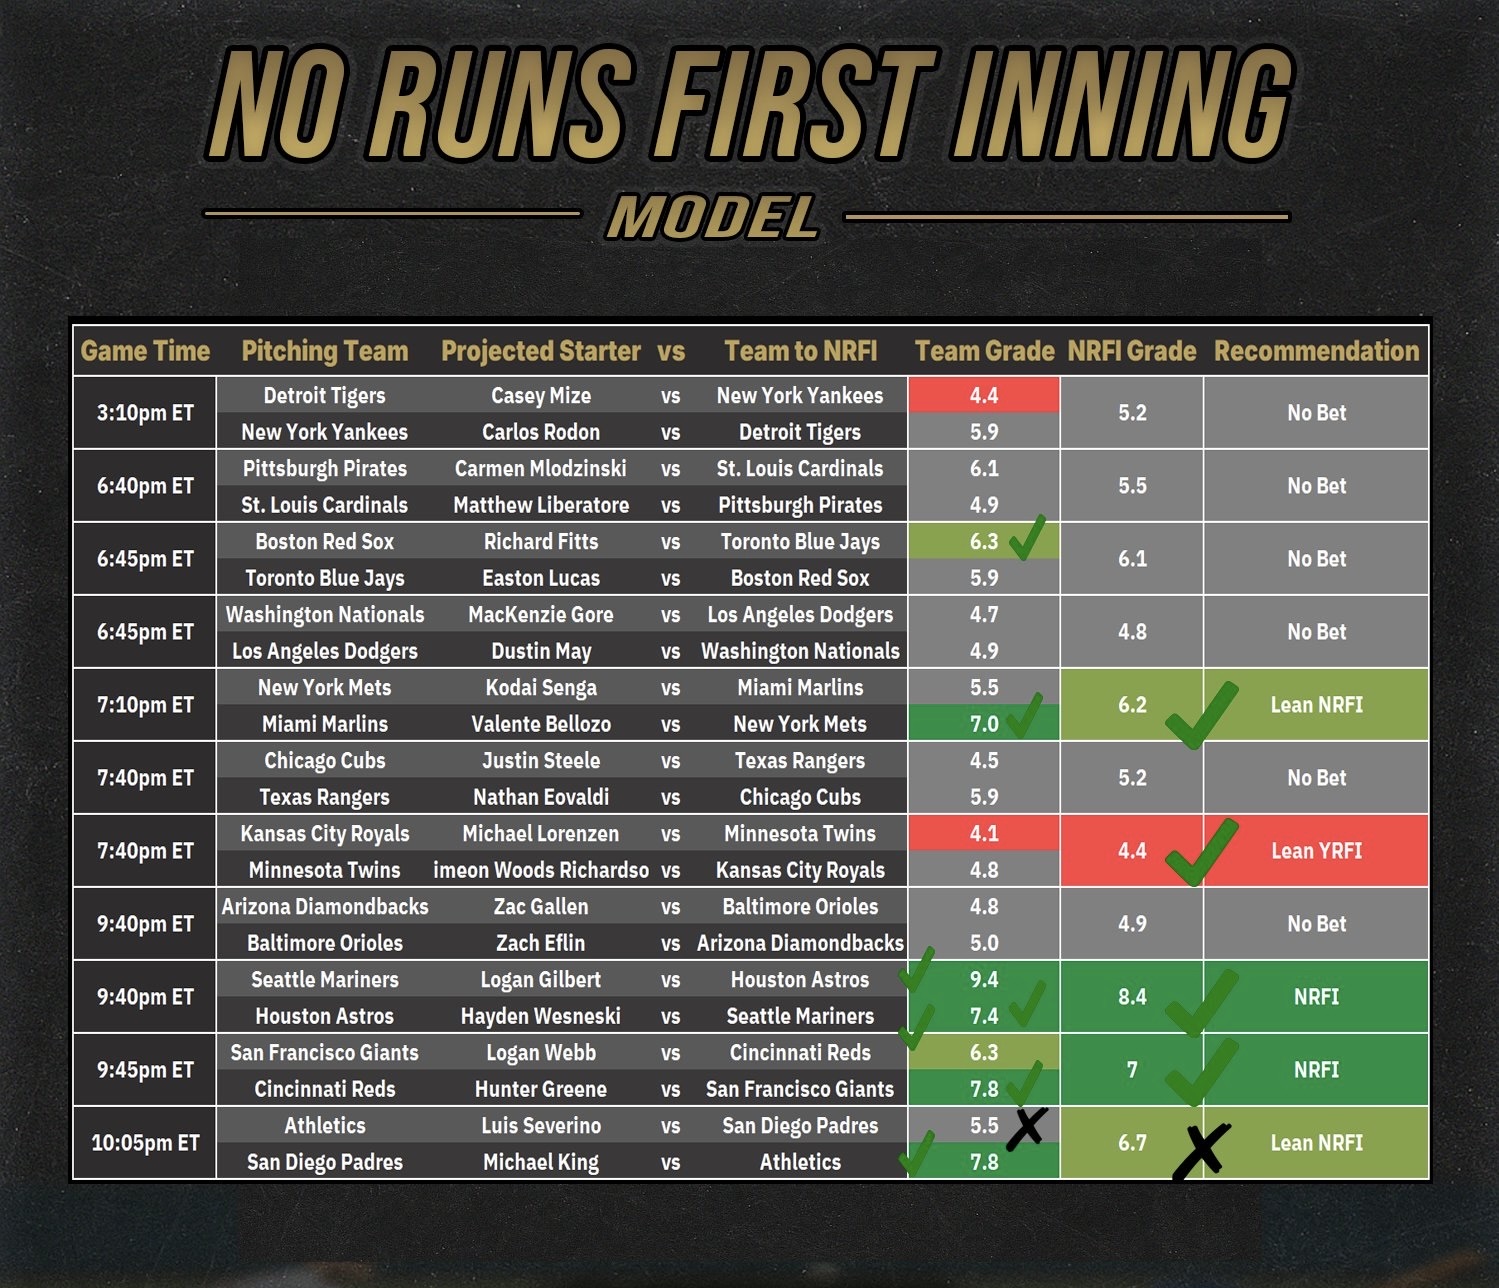 NO RUNS FIRST INNING
MODEL
Game Time Pitching Team Projected Starter vs Team to NRFI Team Grade NRFI Grade Recommendation
3:10pm ET Detroit Tigers Casey Mize vs New York Yankees 4.4 5.2 No Bet
New York Yankees Carlos Rodon vs Detroit Tigers 5.9
6:40pm ET Pittsburgh Pirates Carmen Mlodzinski vs St. Louis Cardinals 6.1 5.5 No Bet
St. Louis Cardinals Matthew Liberatore vs Pittsburgh Pirates 4.9
6:45pm ET Boston Red Sox Richard Fitts vs Toronto Blue Jays 6.3 6.1 No Bet
Toronto Blue Jays Easton Lucas vs Boston Red Sox 5.9
6:45pm ET Washington Nationals MacKenzie Gore vs Los Angeles Dodgers 4.7 4.8 No Bet
Los Angeles Dodgers Dustin May vs Washington Nationals 4.9
7:10pm ET New York Mets Kodai Senga vs Miami Marlins 5.5 6.2 Lean NRFI
Miami Marlins Valente Bellozo vs New York Mets 7.0
7:40pm ET Chicago Cubs Justin Steele vs Texas Rangers 4.5 5.2 No Bet
Texas Rangers Nathan Eovaldi vs Chicago Cubs 5.9
7:40pm ET Kansas City Royals Michael Lorenzen vs Minnesota Twins 4.1 4.4 Lean YRFI
Minnesota Twins imeon Woods Richardso vs Kansas City Royals 4.8
9:40pm ET Arizona Diamondbacks Zac Gallen vs Baltimore Orioles 4.8 4.9 No Bet
Baltimore Orioles Zach Eflin vs Arizona Diamondbacks 5.0
9:40pm ET Seattle Mariners Logan Gilbert vs Houston Astros 9.4 8.4 NRFI
Houston Astros Hayden Wesneski vs Seattle Mariners 7.4
9:45pm ET San Francisco Giants Logan Webb vs Cincinnati Reds 6.3 7 NRFI
Cincinnati Reds Hunter Greene vs San Francisco Giants 7.8
10:05pm ET Athletics Luis Severino vs San Diego Padres 5.5 6.7 Lean NRFI
San Diego Padres Michael King vs Athletics 7.8